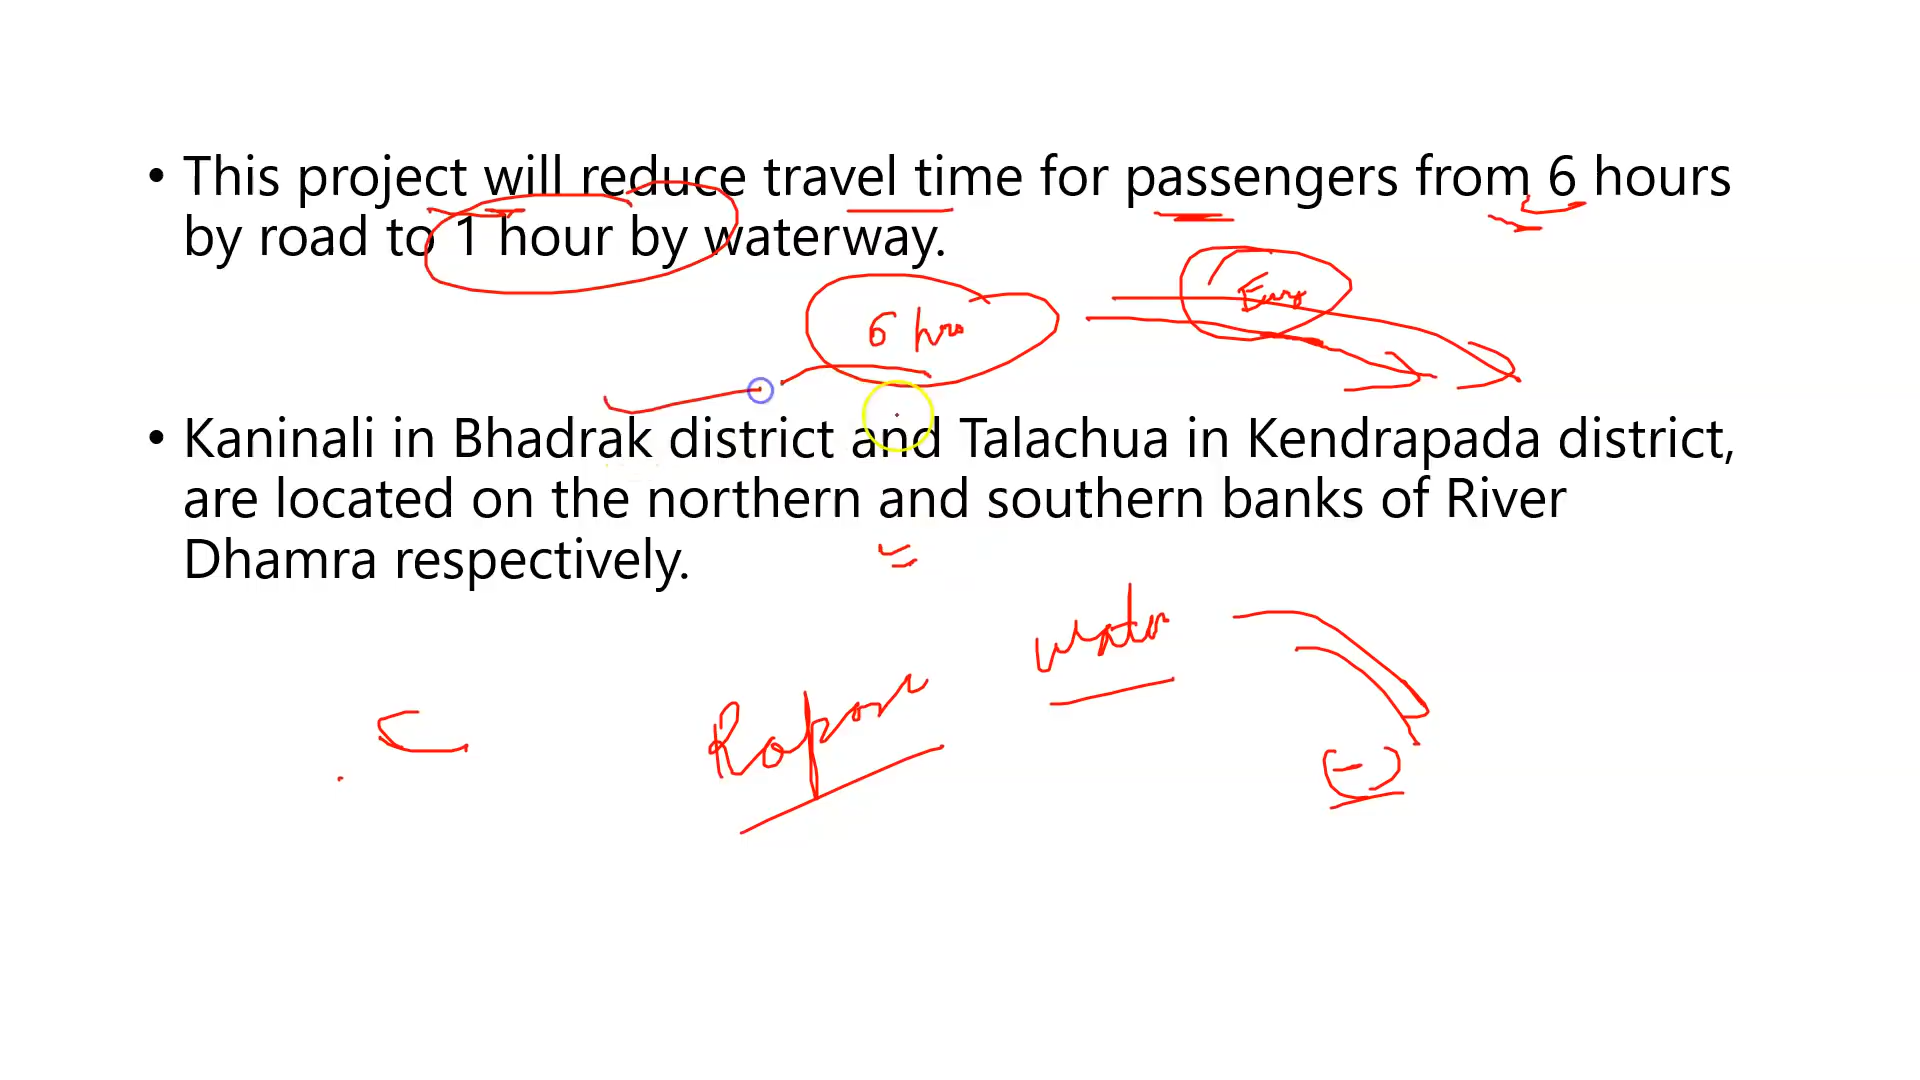 • This project will reduce travel time for passengers from 6 hours
by road to 1 hour by waterway.
6 hrs
• Kaninali in Bhadrak district and Talachua in Kendrapada district,
are located on the northern and southern banks of River
Dhamra respectively.
Water